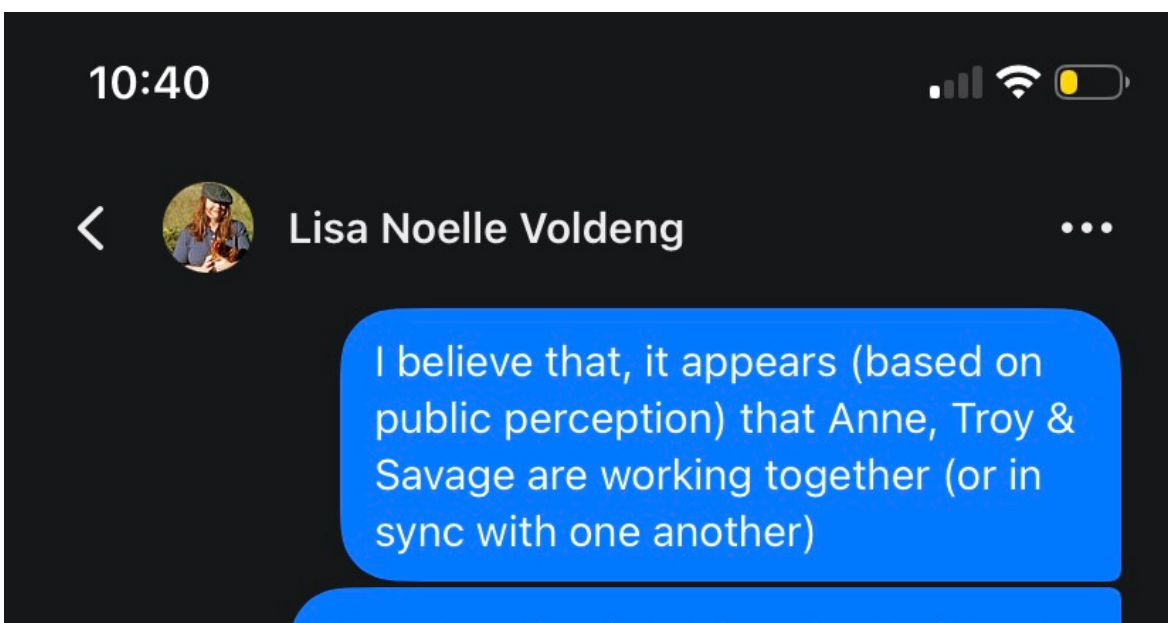 10:40
Lisa Noelle Voldeng
I believe that, it appears (based on
public perception) that Anne, Troy &
Savage are working together (or in
sync with one another)